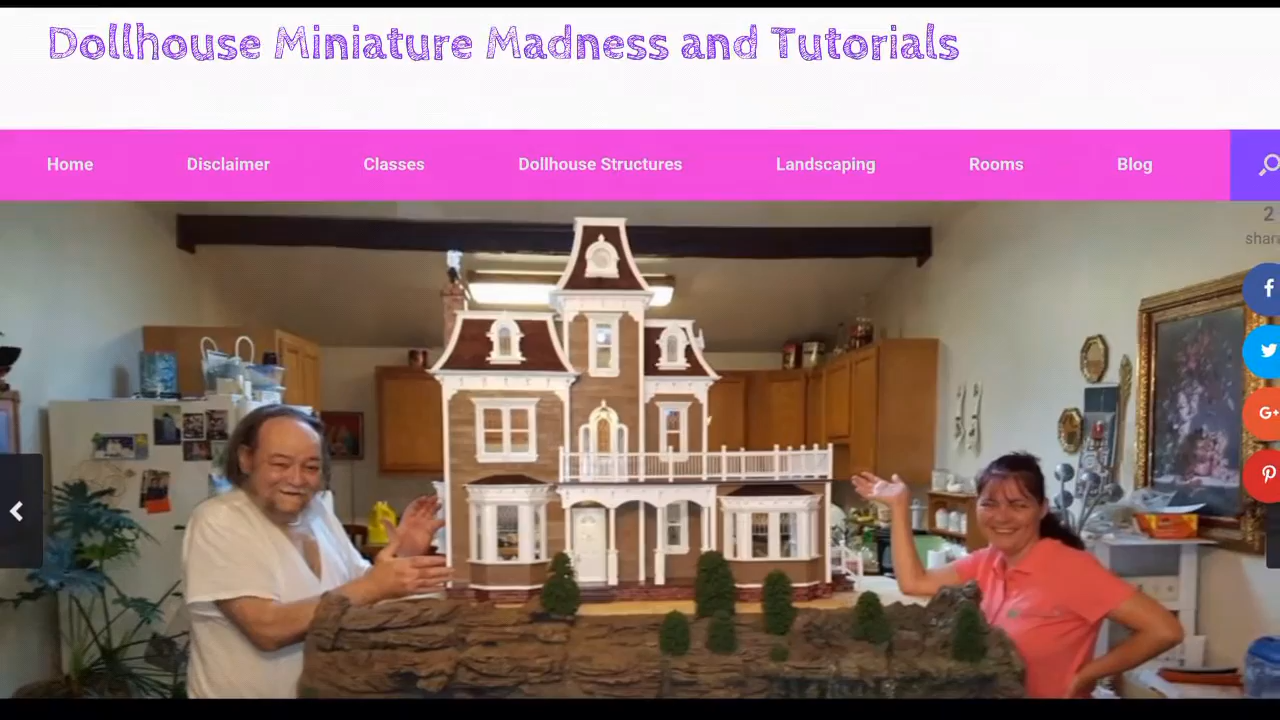 Dollhouse Miniature Madness and Tutorials
Home Disclaimer Classes Dollhouse Structures Landscaping Rooms Blog
2
G+